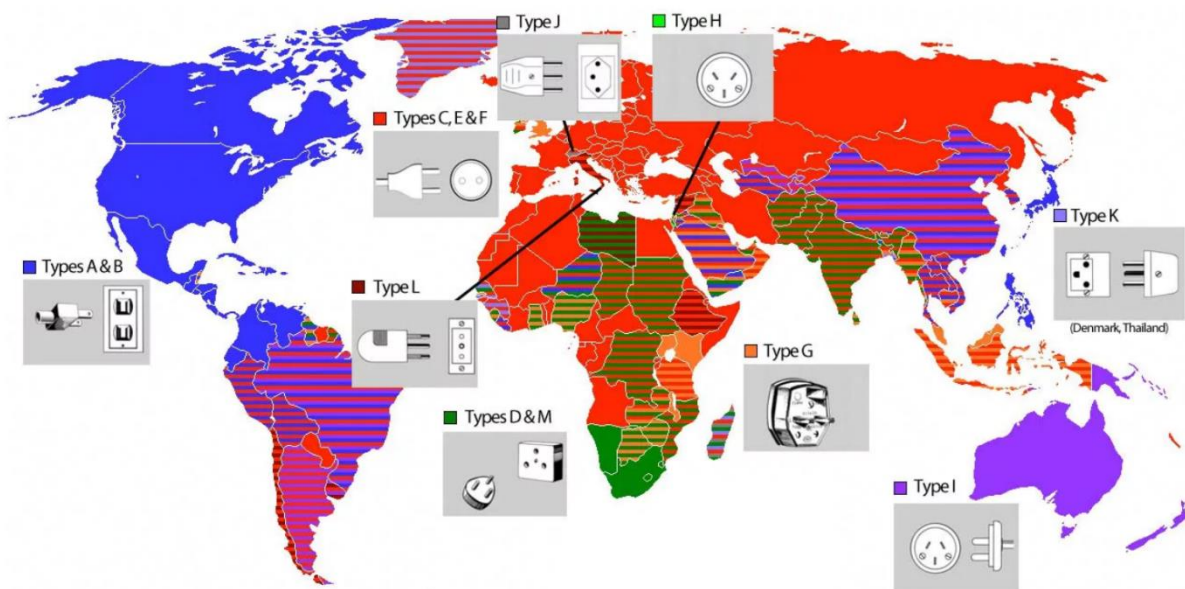 Type J
Type H
Types C, E & F
Type K
(Denmark, Thailand)
Types A & B
Type L
Type G
Types D & M
Type I